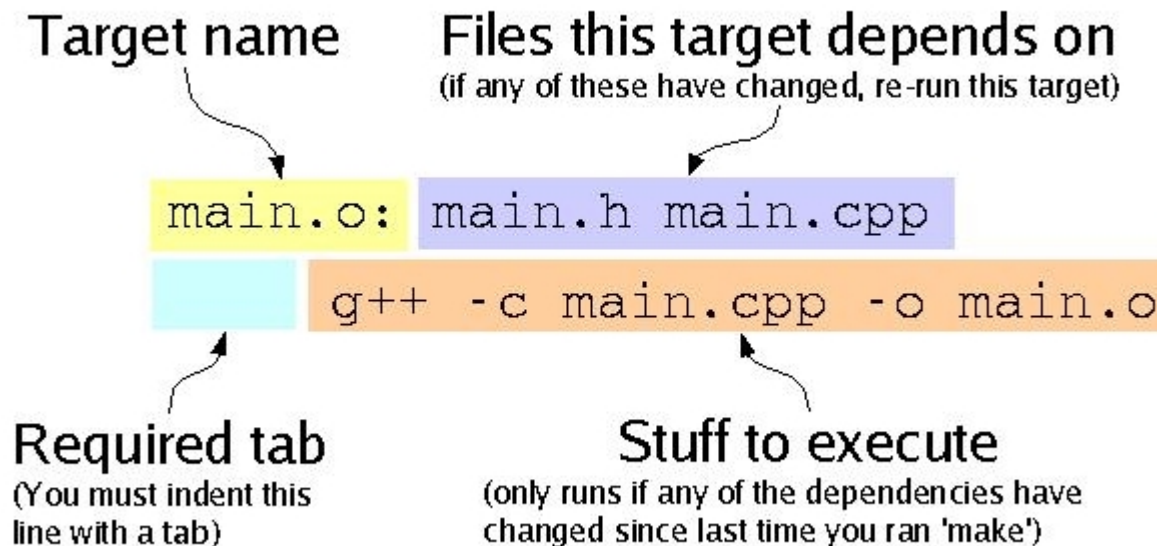 Target name
Files this target depends on
(if any of these have changed, re-run this target)
main.o: main.h main.cpp
g++ -c main.cpp -o main.o
Required tab
(You must indent this
line with a tab)
Stuff to execute
(only runs if any of the dependencies have
changed since last time you ran 'make')